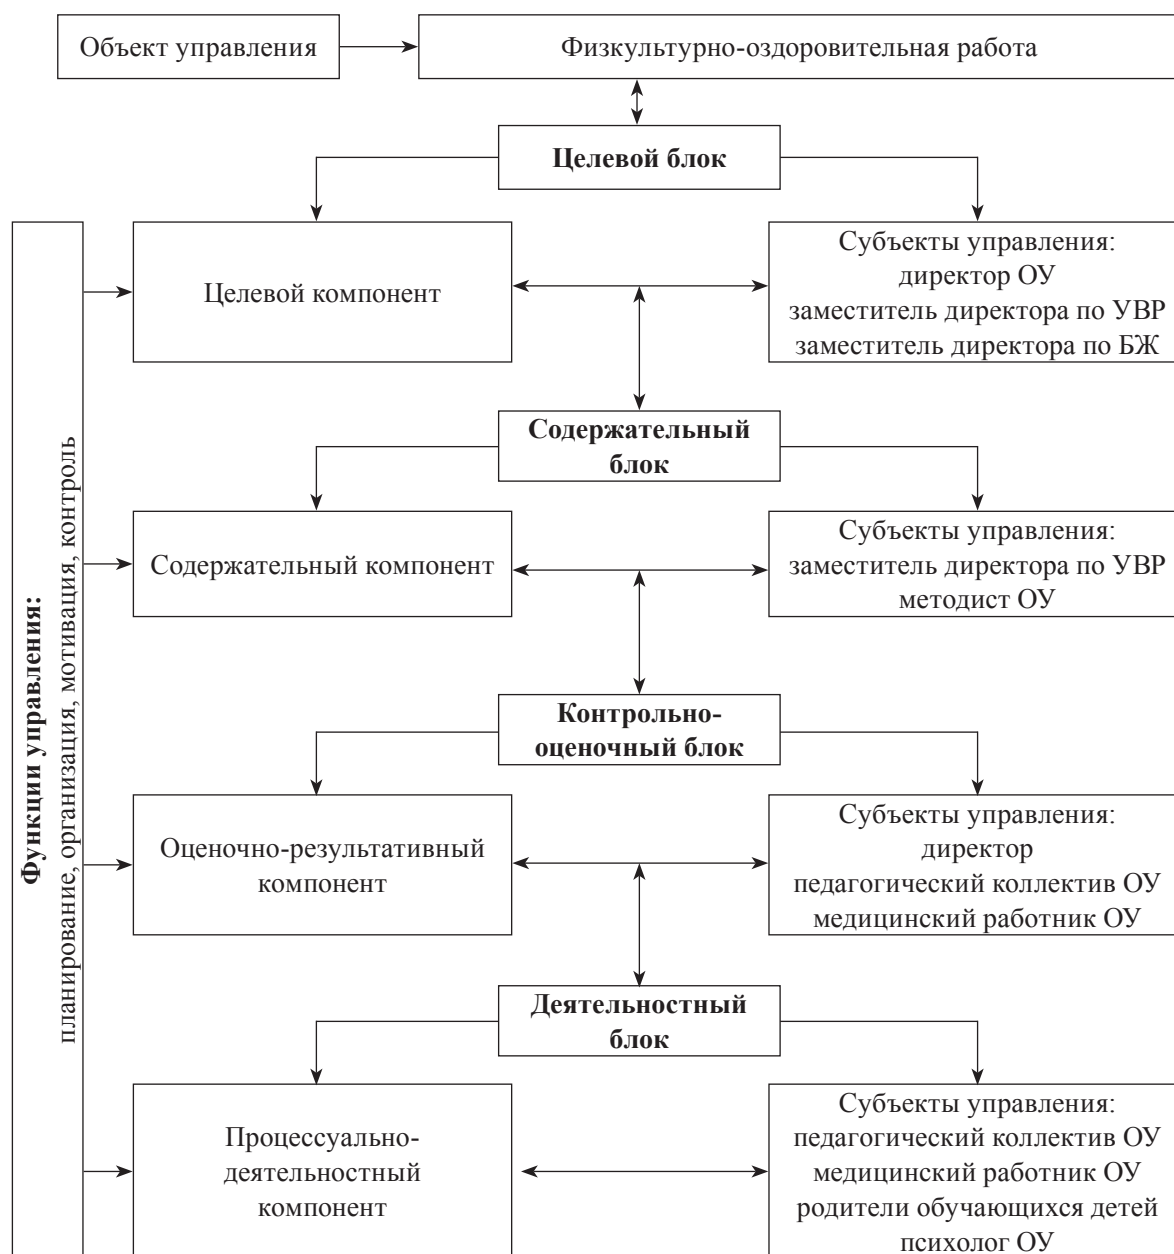 Объект управления
Физкультурно-оздоровительная работа
Целевой блок
Функции управления:
планирование, организация, мотивация, контроль
Целевой компонент
Субъекты управления:
директор ОУ
заместитель директора по УВР
заместитель директора по БЖ
Содержательный
блок
Содержательный компонент
Субъекты управления:
заместитель директора по УВР
методист ОУ
Контрольно-
оценочный блок
Оценочно-результативный
компонент
Субъекты управления:
директор
педагогический коллектив ОУ
медицинский работник ОУ
Деятельностный
блок
Процессуально-
деятельностный
компонент
Субъекты управления:
педагогический коллектив ОУ
медицинский работник ОУ
родители обучающихся детей
психолог ОУ